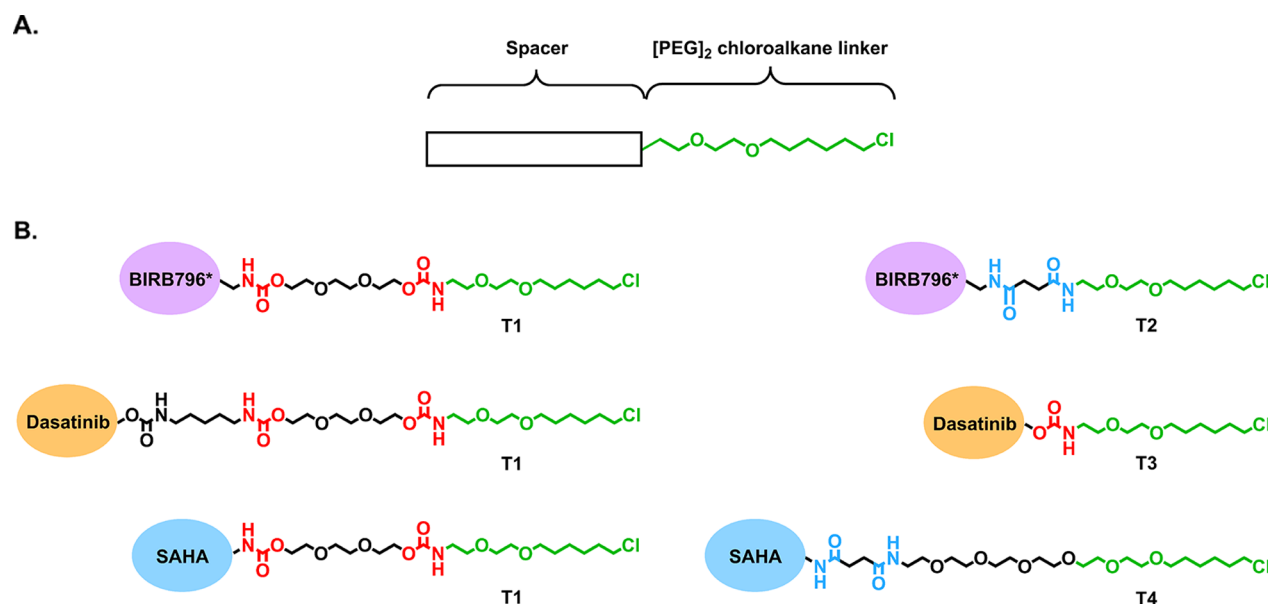 A.
Spacer [PEG]₂ chloroalkane linker
O O Cl
B.
BIRB796* H N O O O O O O N H O O Cl
T1
BIRB796* H N O O N H O O Cl
T2
Dasatinib O O H N H N O O O O O O N H O O Cl
T1
Dasatinib O O N H O O Cl
T3
SAHA H N O O O O O O N H O O Cl
T1
SAHA N H O O H N O O O O O O Cl
T4